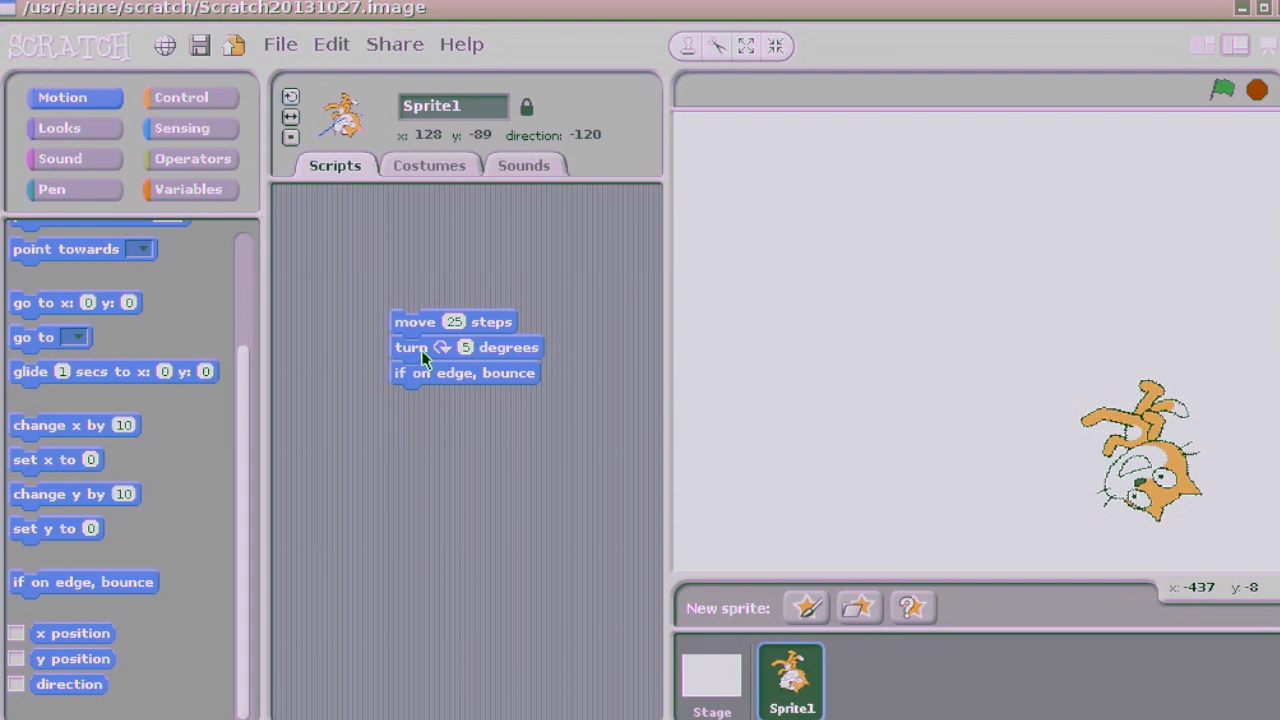 /usr/share/scratch/Scratch20131027.image
SCRATCH File Edit Share Help
Motion Control
Looks Sensing
Sound Operators
Pen Variables
Sprite1
x: 128 y: -89 direction: -120
Scripts Costumes Sounds
point towards
go to x: 0 y: 0
go to
glide 1 secs to x: 0 y: 0
change x by 10
set x to 0
change y by 10
set y to 0
if on edge, bounce
x position
y position
direction
move 25 steps
turn 5 degrees
if on edge, bounce
x: -437 y: -8
New sprite:
Stage
Sprite1